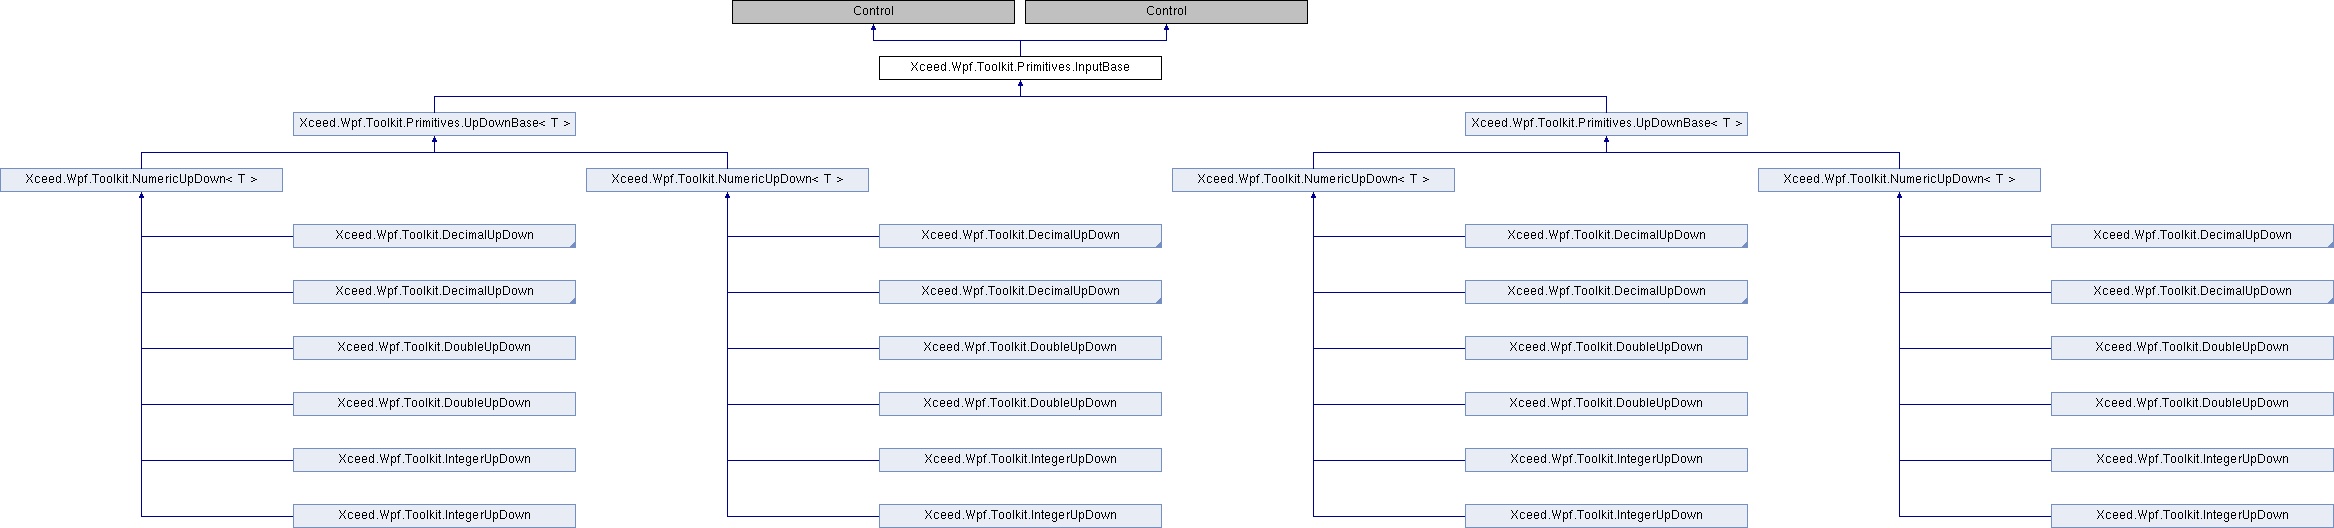 Control Control
Xceed.Wpf.Toolkit.Primitives.InputBase
Xceed.Wpf.Toolkit.Primitives.UpDownBase< T > Xceed.Wpf.Toolkit.Primitives.UpDownBase< T >
Xceed.Wpf.Toolkit.NumericUpDown< T > Xceed.Wpf.Toolkit.NumericUpDown< T > Xceed.Wpf.Toolkit.NumericUpDown< T > Xceed.Wpf.Toolkit.NumericUpDown< T >
Xceed.Wpf.Toolkit.DecimalUpDown Xceed.Wpf.Toolkit.DecimalUpDown Xceed.Wpf.Toolkit.DecimalUpDown Xceed.Wpf.Toolkit.DecimalUpDown
Xceed.Wpf.Toolkit.DecimalUpDown Xceed.Wpf.Toolkit.DecimalUpDown Xceed.Wpf.Toolkit.DecimalUpDown Xceed.Wpf.Toolkit.DecimalUpDown
Xceed.Wpf.Toolkit.DoubleUpDown Xceed.Wpf.Toolkit.DoubleUpDown Xceed.Wpf.Toolkit.DoubleUpDown Xceed.Wpf.Toolkit.DoubleUpDown
Xceed.Wpf.Toolkit.DoubleUpDown Xceed.Wpf.Toolkit.DoubleUpDown Xceed.Wpf.Toolkit.DoubleUpDown Xceed.Wpf.Toolkit.DoubleUpDown
Xceed.Wpf.Toolkit.IntegerUpDown Xceed.Wpf.Toolkit.IntegerUpDown Xceed.Wpf.Toolkit.IntegerUpDown Xceed.Wpf.Toolkit.IntegerUpDown
Xceed.Wpf.Toolkit.IntegerUpDown Xceed.Wpf.Toolkit.IntegerUpDown Xceed.Wpf.Toolkit.IntegerUpDown Xceed.Wpf.Toolkit.IntegerUpDown